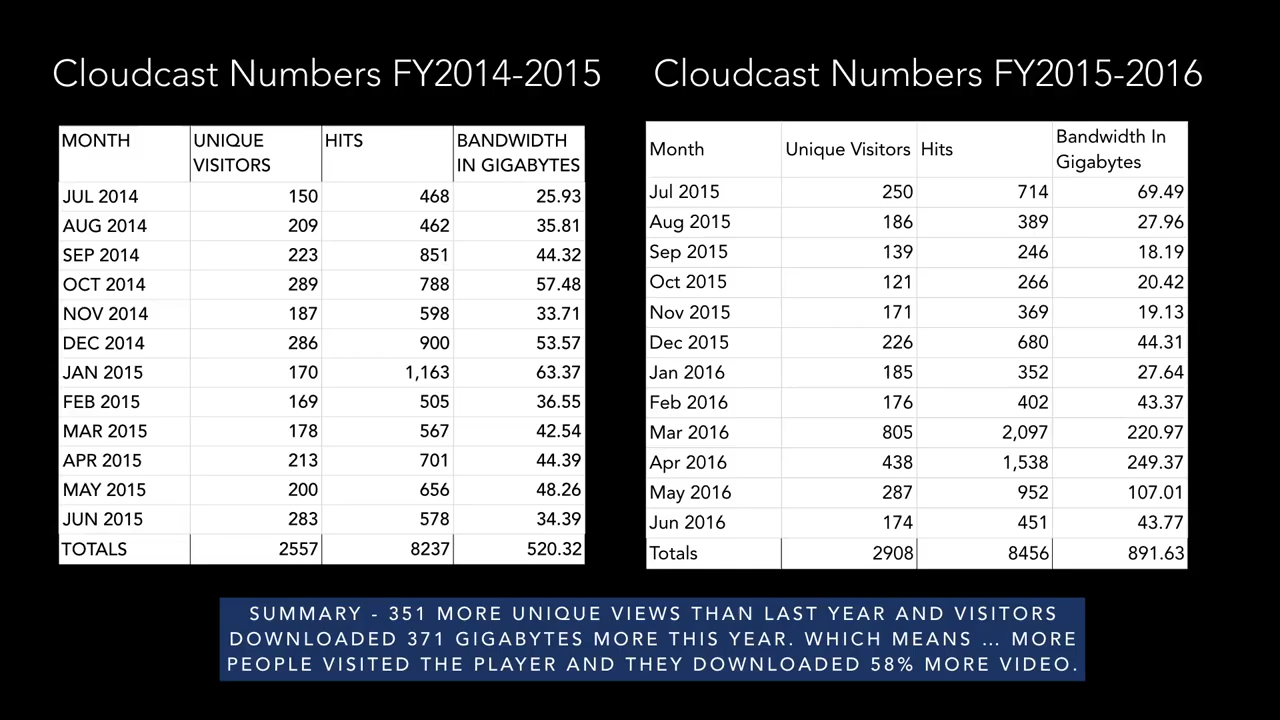 Cloudcast Numbers FY2014-2015
MONTH UNIQUE VISITORS HITS BANDWIDTH IN GIGABYTES
JUL 2014 150 468 25.93
AUG 2014 209 462 35.81
SEP 2014 223 851 44.32
OCT 2014 289 788 57.48
NOV 2014 187 598 33.71
DEC 2014 286 900 53.57
JAN 2015 170 1,163 63.37
FEB 2015 169 505 36.55
MAR 2015 178 567 42.54
APR 2015 213 701 44.39
MAY 2015 200 656 48.26
JUN 2015 283 578 34.39
TOTALS 2557 8237 520.32
Cloudcast Numbers FY2015-2016
Month Unique Visitors Hits Bandwidth In Gigabytes
Jul 2015 250 714 69.49
Aug 2015 186 389 27.96
Sep 2015 139 246 18.19
Oct 2015 121 266 20.42
Nov 2015 171 369 19.13
Dec 2015 226 680 44.31
Jan 2016 185 352 27.64
Feb 2016 176 402 43.37
Mar 2016 805 2,097 220.97
Apr 2016 438 1,538 249.37
May 2016 287 952 107.01
Jun 2016 174 451 43.77
Totals 2908 8456 891.63
SUMMARY - 351 MORE UNIQUE VIEWS THAN LAST YEAR AND VISITORS
DOWNLOADED 371 GIGABYTES MORE THIS YEAR. WHICH MEANS … MORE
PEOPLE VISITED THE PLAYER AND THEY DOWNLOADED 58% MORE VIDEO.